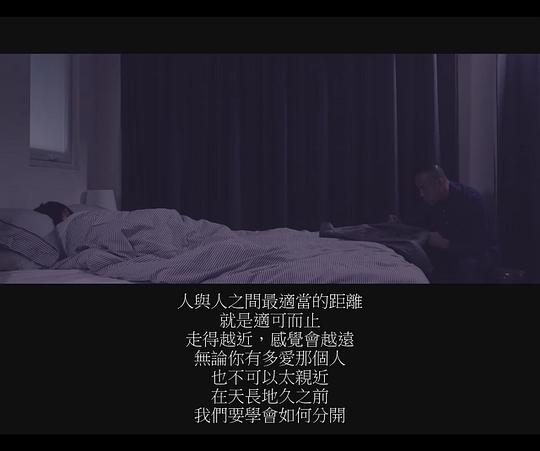 人與人之間最適當的距離
就是適可而止
走得越近，感覺會越遠
無論你有多愛那個人
也不可以太親近
在天長地久之前
我們要學會如何分開